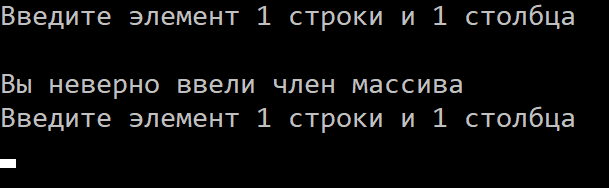 Введите элемент 1 строки и 1 столбца
Вы неверно ввели член массива
Введите элемент 1 строки и 1 столбца